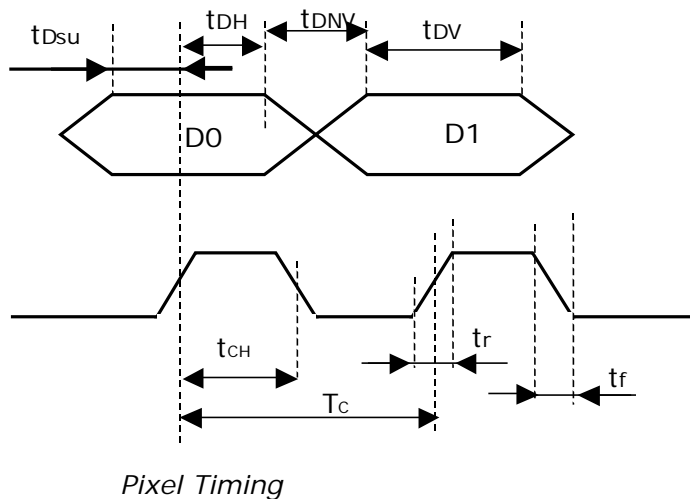 tDsu
tDH
tDNV
tDV
D0
D1
tCH
tr
tf
Tc
Pixel Timing